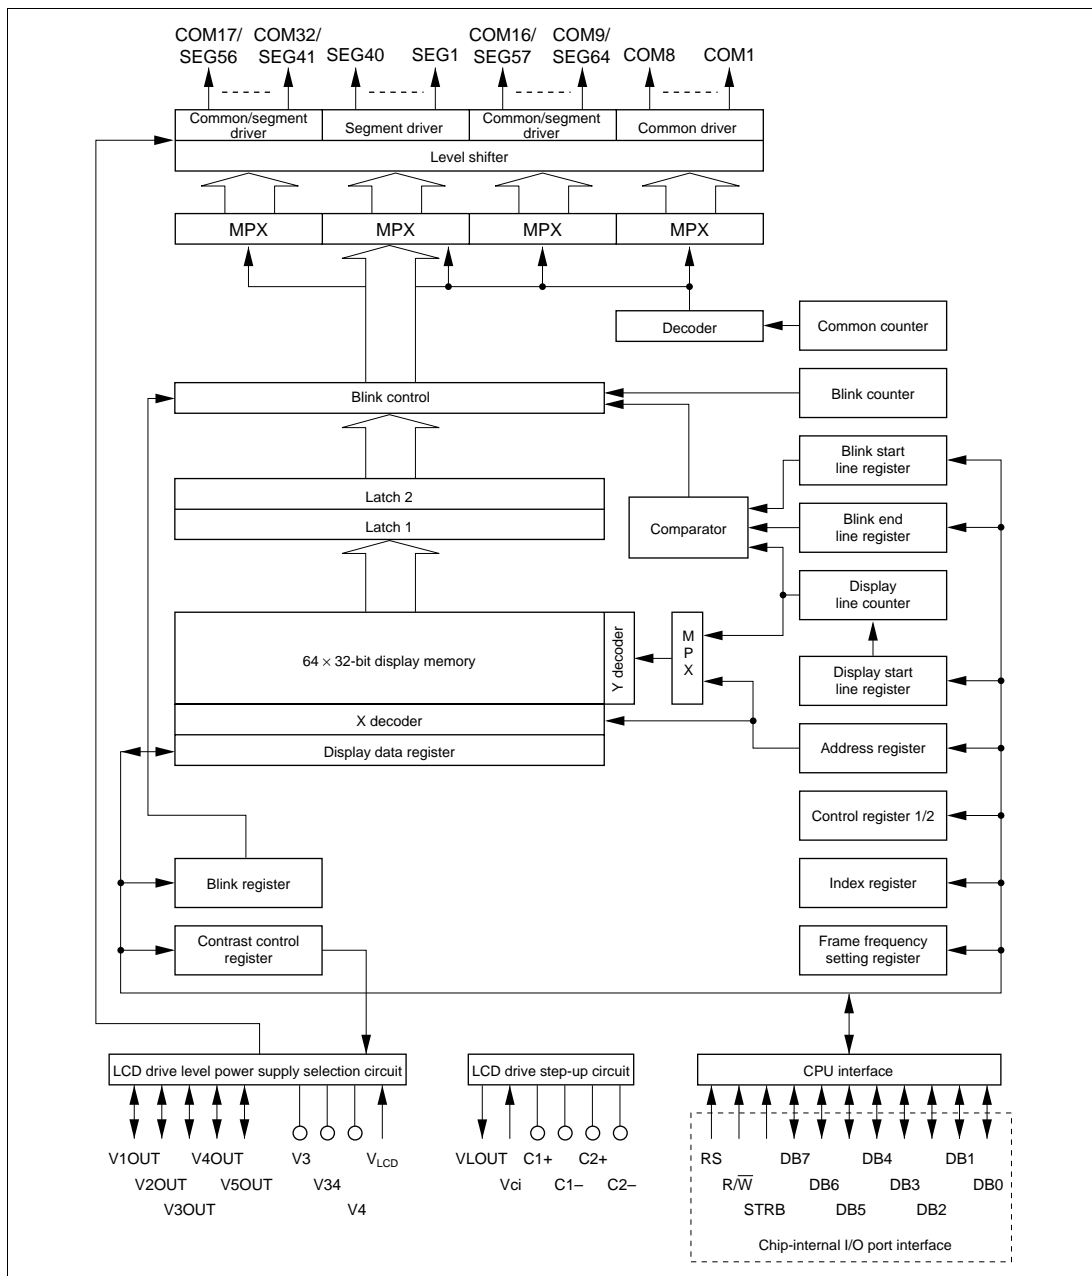 COM17/ COM32/ COM16/ COM9/
SEG56 SEG41 SEG40 SEG1 SEG57 SEG64 COM8 COM1
Common/segment driver
Segment driver
Common/segment driver
Common driver
Level shifter
MPX MPX MPX MPX
Decoder
Common counter
Blink control
Blink counter
Blink start
line register
Latch 2
Latch 1
Comparator
Blink end
line register
Display
line counter
64 × 32-bit display memory
Y decoder
M
P
X
Display start
line register
X decoder
Display data register
Address register
Control register 1/2
Blink register
Index register
Contrast control
register
Frame frequency
setting register
LCD drive level power supply selection circuit
LCD drive step-up circuit
CPU interface
V1OUT V4OUT V3 VLCD VLOUT C1+ C2+ RS DB7 DB4 DB1
V2OUT V5OUT V34 Vci C1– C2– R/W̅ DB6 DB3 DB0
V3OUT V4 STRB DB5 DB2
Chip-internal I/O port interface